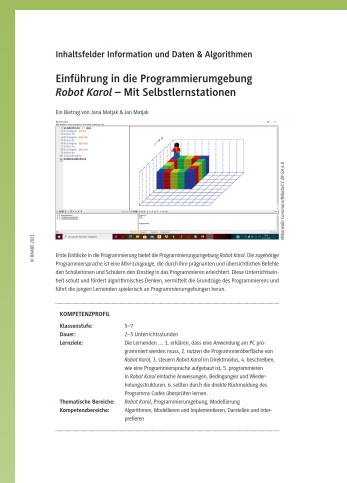 Inhaltsfelder Information und Daten & Algorithmen
Einführung in die Programmierumgebung
Robot Karol – Mit Selbstlernstationen
Ein Beitrag von Jana Matjak & Jan Matjak
© RAABE 2021
Erste Einblicke in die Programmierung bietet die Programmierumgebung Robot Karol. Die zugehörige
Programmiersprache ist eine Mini-Language, die durch ihre prägnanten und übersichtlichen Befehle
den Schülerinnen und Schülern den Einstieg in das Programmieren erleichtert. Diese Unterrichtsein-
heit schult und fördert algorithmisches Denken, vermittelt die Grundzüge des Programmierens und
führt die jungen Lernenden spielerisch an Programmierumgebungen heran.
KOMPETENZPROFIL
Klassenstufe: 5–7
Dauer: 2–5 Unterrichtsstunden
Lernziele: Die Lernenden … 1. erklären, dass eine Anwendung am PC pro-
grammiert werden muss, 2. nutzen die Programmieroberfläche von
Robot Karol, 3. steuern Robot Karol im Direktmodus, 4. beschreiben,
wie eine Programmiersprache aufgebaut ist, 5. programmieren
in Robot Karol einfache Anweisungen, Bedingungen und Wieder-
holungsstrukturen, 6. sollten durch die direkte Rückmeldung des
Programms Codes überprüfen lernen.
Thematische Bereiche: Robot Karol, Programmierumgebung, Modellierung
Kompetenzbereiche: Algorithmen, Modellieren und Implementieren, Darstellen und Inter-
pretieren